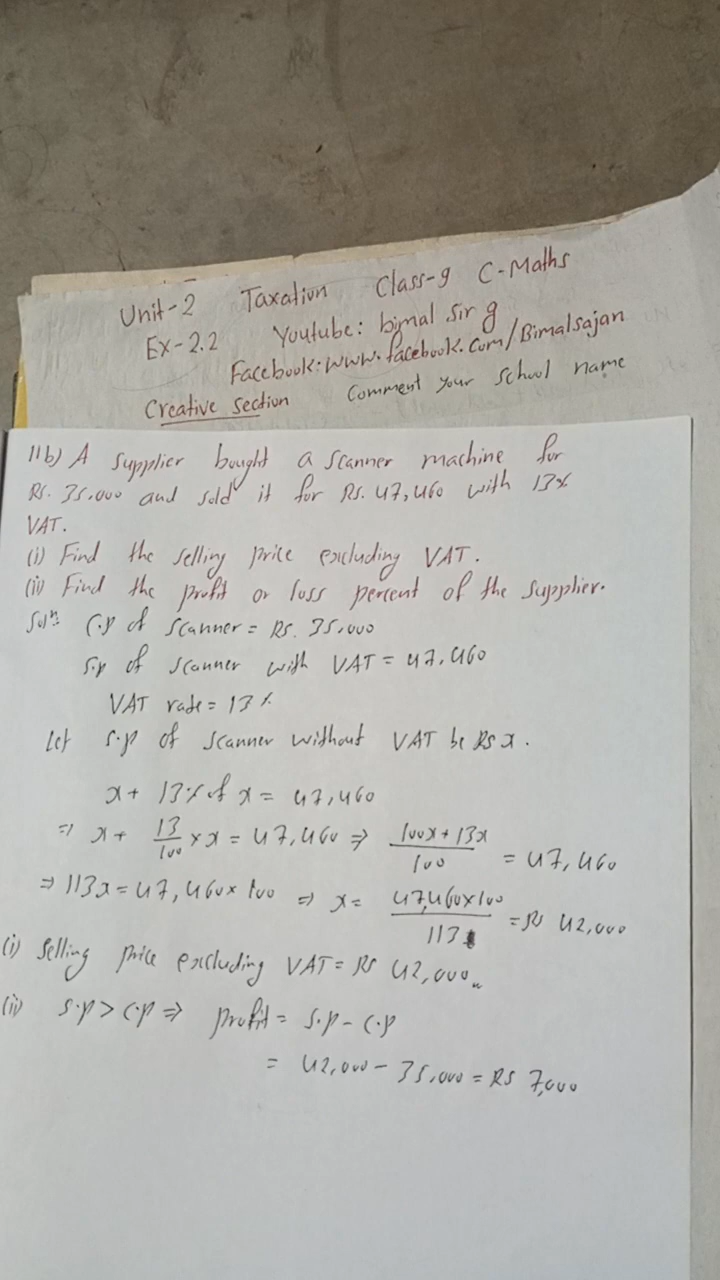 Unit-2 Taxation Class-9 C-Maths
Ex-2.2 Youtube: bimal sir g
Facebook: www.facebook.com/Bimalsajan
Creative section Comment your school name
11b) A supplier bought a scanner machine for
Rs. 35,000 and sold it for Rs. 47,460 with 13%
VAT.
(i) Find the selling price excluding VAT.
(ii) Find the profit or loss percent of the supplier.
Solⁿ: C.p of scanner = Rs. 35,000
S.p of scanner with VAT = 47,460
VAT rate = 13%
Let s.p of scanner without VAT be Rs x.
x + 13% of x = 47,460
⇒ x + 13/100 × x = 47,460 ⇒ (100x + 13x)/100 = 47,460
⇒ 113x = 47,460 × 100 ⇒ x = (47,460×100)/113 = Rs 42,000
(i) Selling price excluding VAT = Rs 42,000
(ii) S.p > C.p ⇒ profit = S.p - C.p
= 42,000 - 35,000 = Rs 7,000